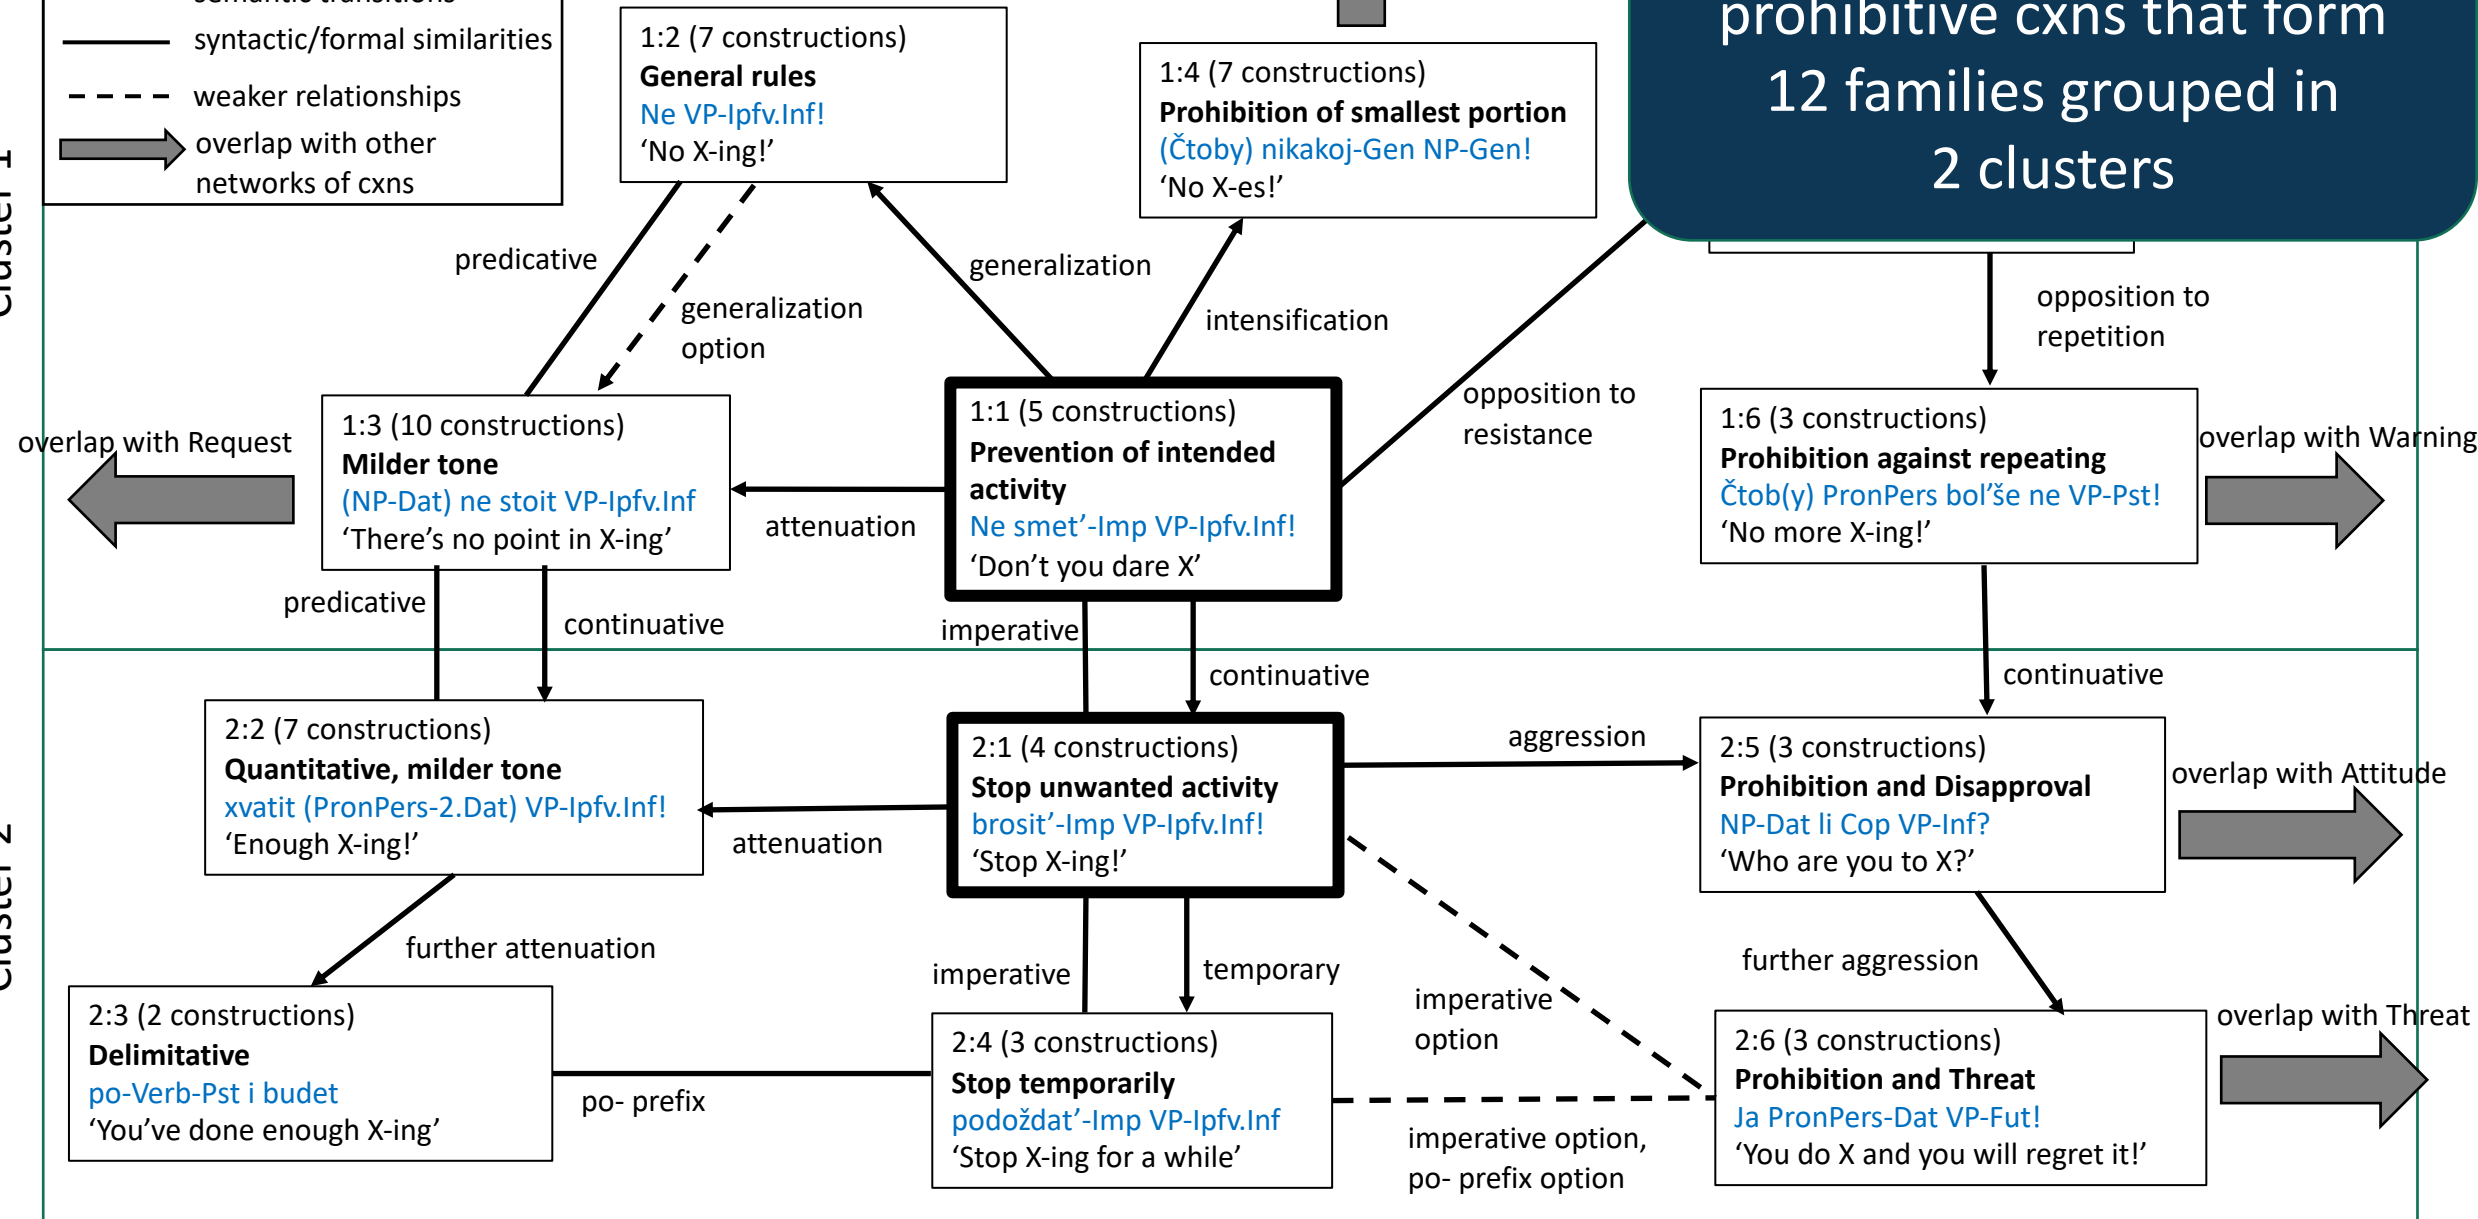 semantic transitions
syntactic/formal similarities
weaker relationships
overlap with other
networks of cxns
1:2 (7 constructions)
General rules
Ne VP-Ipfv.Inf!
‘No X-ing!’
1:4 (7 constructions)
Prohibition of smallest portion
(Čtoby) nikakoj-Gen NP-Gen!
‘No X-es!’
prohibitive cxns that form
12 families grouped in
2 clusters
Cluster 1
predicative
generalization
option
generalization
intensification
opposition to
resistance
opposition to
repetition
overlap with Request
1:3 (10 constructions)
Milder tone
(NP-Dat) ne stoit VP-Ipfv.Inf
‘There’s no point in X-ing’
attenuation
1:1 (5 constructions)
Prevention of intended
activity
Ne smet’-Imp VP-Ipfv.Inf!
‘Don’t you dare X’
1:6 (3 constructions)
Prohibition against repeating
Čtob(y) PronPers bol’še ne VP-Pst!
‘No more X-ing!’
overlap with Warning
predicative
continuative
imperative
continuative
continuative
Cluster 2
2:2 (7 constructions)
Quantitative, milder tone
xvatit (PronPers-2.Dat) VP-Ipfv.Inf!
‘Enough X-ing!’
attenuation
2:1 (4 constructions)
Stop unwanted activity
brosit’-Imp VP-Ipfv.Inf!
‘Stop X-ing!’
aggression
2:5 (3 constructions)
Prohibition and Disapproval
NP-Dat li Cop VP-Inf?
‘Who are you to X?’
overlap with Attitude
further attenuation
imperative
temporary
imperative
option
further aggression
2:3 (2 constructions)
Delimitative
po-Verb-Pst i budet
‘You’ve done enough X-ing’
po- prefix
2:4 (3 constructions)
Stop temporarily
podoždat’-Imp VP-Ipfv.Inf
‘Stop X-ing for a while’
imperative option,
po- prefix option
2:6 (3 constructions)
Prohibition and Threat
Ja PronPers-Dat VP-Fut!
‘You do X and you will regret it!’
overlap with Threat